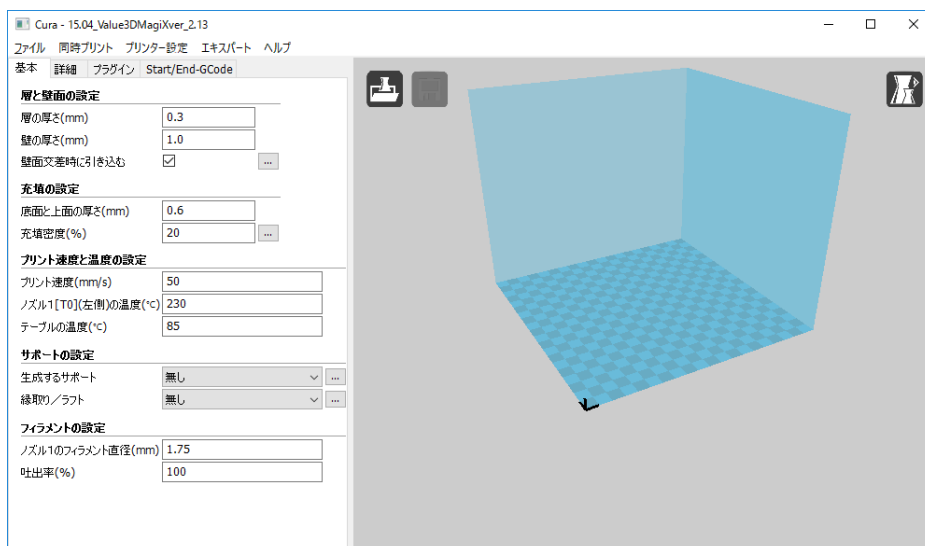 Cura - 15.04_Value3DMagiXver_2.13
ファイル 同時プリント プリンター設定 エキスパート ヘルプ
基本 詳細 プラグイン Start/End-GCode
層と壁面の設定
層の厚さ(mm) 0.3
壁の厚さ(mm) 1.0
壁面交差時に引き込む ...
充填の設定
底面と上面の厚さ(mm) 0.6
充填密度(%) 20 ...
プリント速度と温度の設定
プリント速度(mm/s) 50
ノズル1[T0](左側)の温度(℃) 230
テーブルの温度(℃) 85
サポートの設定
生成するサポート 無し ...
縁取り／ラフト 無し ...
フィラメントの設定
ノズル1のフィラメント直径(mm) 1.75
吐出率(%) 100